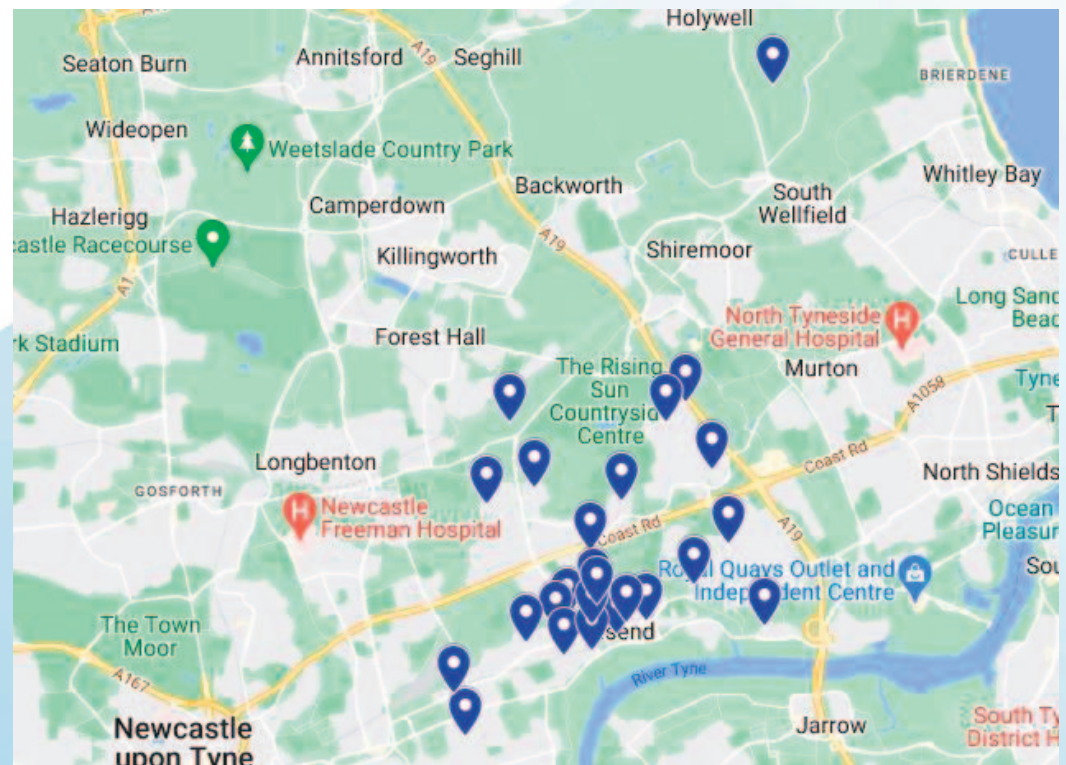 Holywell
Seaton Burn
Annitsford
Seghill
A19
BRIERDENE
Wideopen
Weetslade Country Park
Whitley Bay
Backworth
South
Wellfield
Camperdown
Hazlerigg
castle Racecourse
A19
Killingworth
Shiremoor
CULLE
A1
Long Sand
Beac
North Tyneside
General Hospital
rk Stadium
Forest Hall
The Rising
Sun
Countrysid
Centre
Murton
Tyne
A1058
Coast Rd
Longbenton
North Shields
GOSFORTH
Newcastle
Freeman Hospital
Ocean
Pleasur
Coast Rd
A19
Royal Quays Outlet and
Independent Centre
Sou
The Town
Moor
send
River Tyne
A167
Newcastle
upon Tyne
Jarrow
South Ty
District H